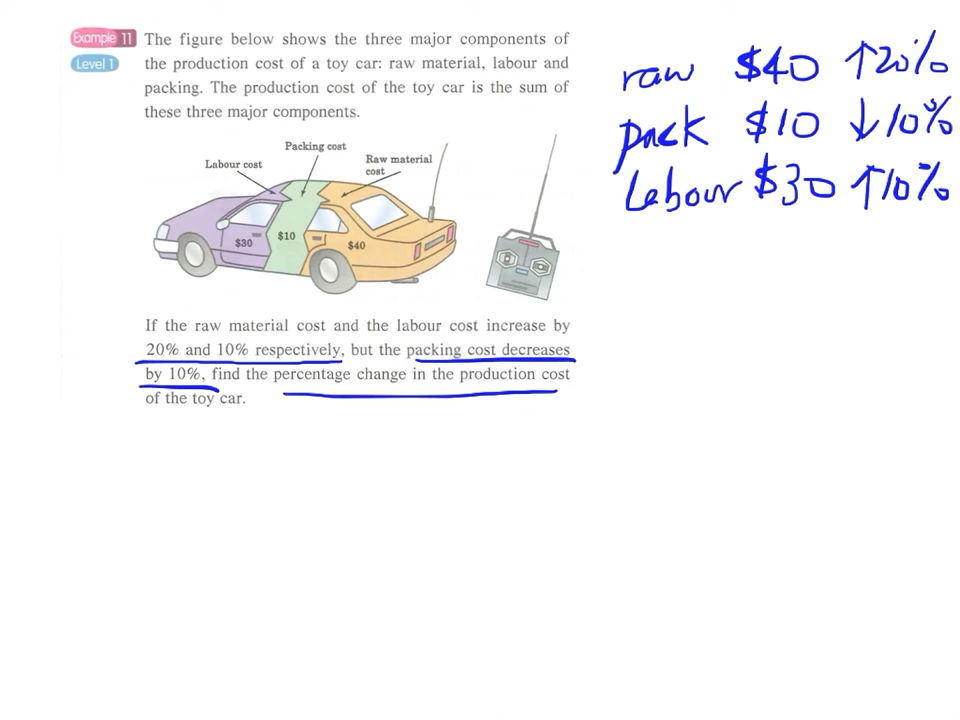 Example 11 The figure below shows the three major components of
Level 1 the production cost of a toy car: raw material, labour and
packing. The production cost of the toy car is the sum of
these three major components.
Packing cost
Labour cost
Raw material
cost
$30
$10
$40
If the raw material cost and the labour cost increase by
20% and 10% respectively, but the packing cost decreases
by 10%, find the percentage change in the production cost
of the toy car.
raw $40 ↑20%
pack $10 ↓10%
Labour $30 ↑10%